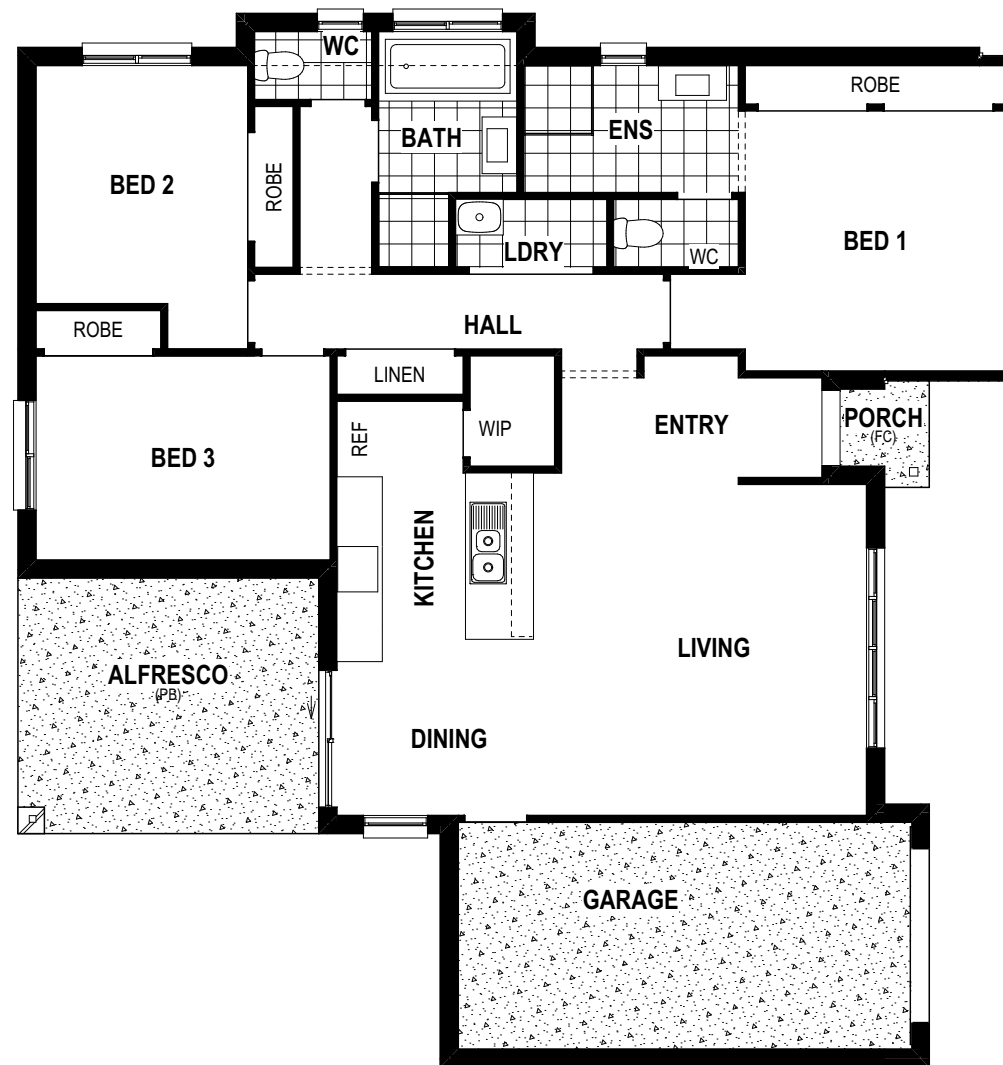 WC
ROBE
BATH
ENS
BED 2
ROBE
BED 1
LDRY
WC
HALL
ROBE
LINEN
ENTRY
PORCH
(FC)
REF
WIP
BED 3
KITCHEN
LIVING
ALFRESCO
(PB)
DINING
GARAGE